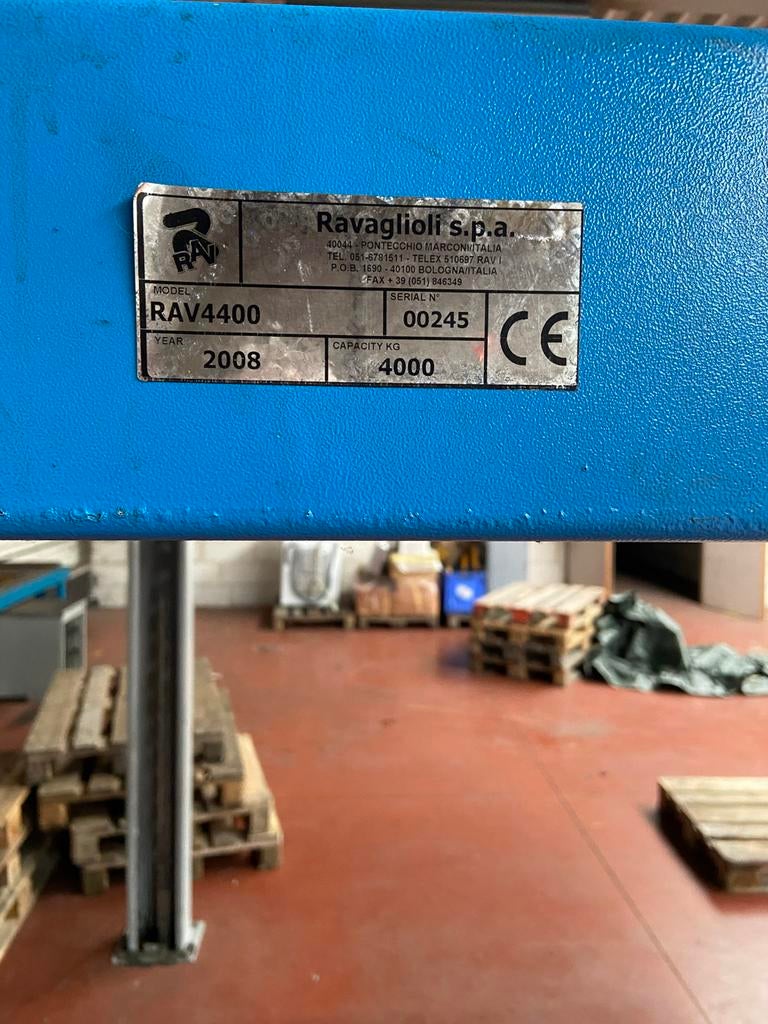 RAV
Ravaglioli s.p.a.
40044 - PONTECCHIO MARCONI/ITALIA
TEL. 051-6781511 - TELEX 510697 RAV I
P.O.B. 1690 - 40100 BOLOGNA/ITALIA
FAX + 39 (051) 846349
MODEL
RAV4400
SERIAL N°
00245
YEAR
2008
CAPACITY KG
4000
CE